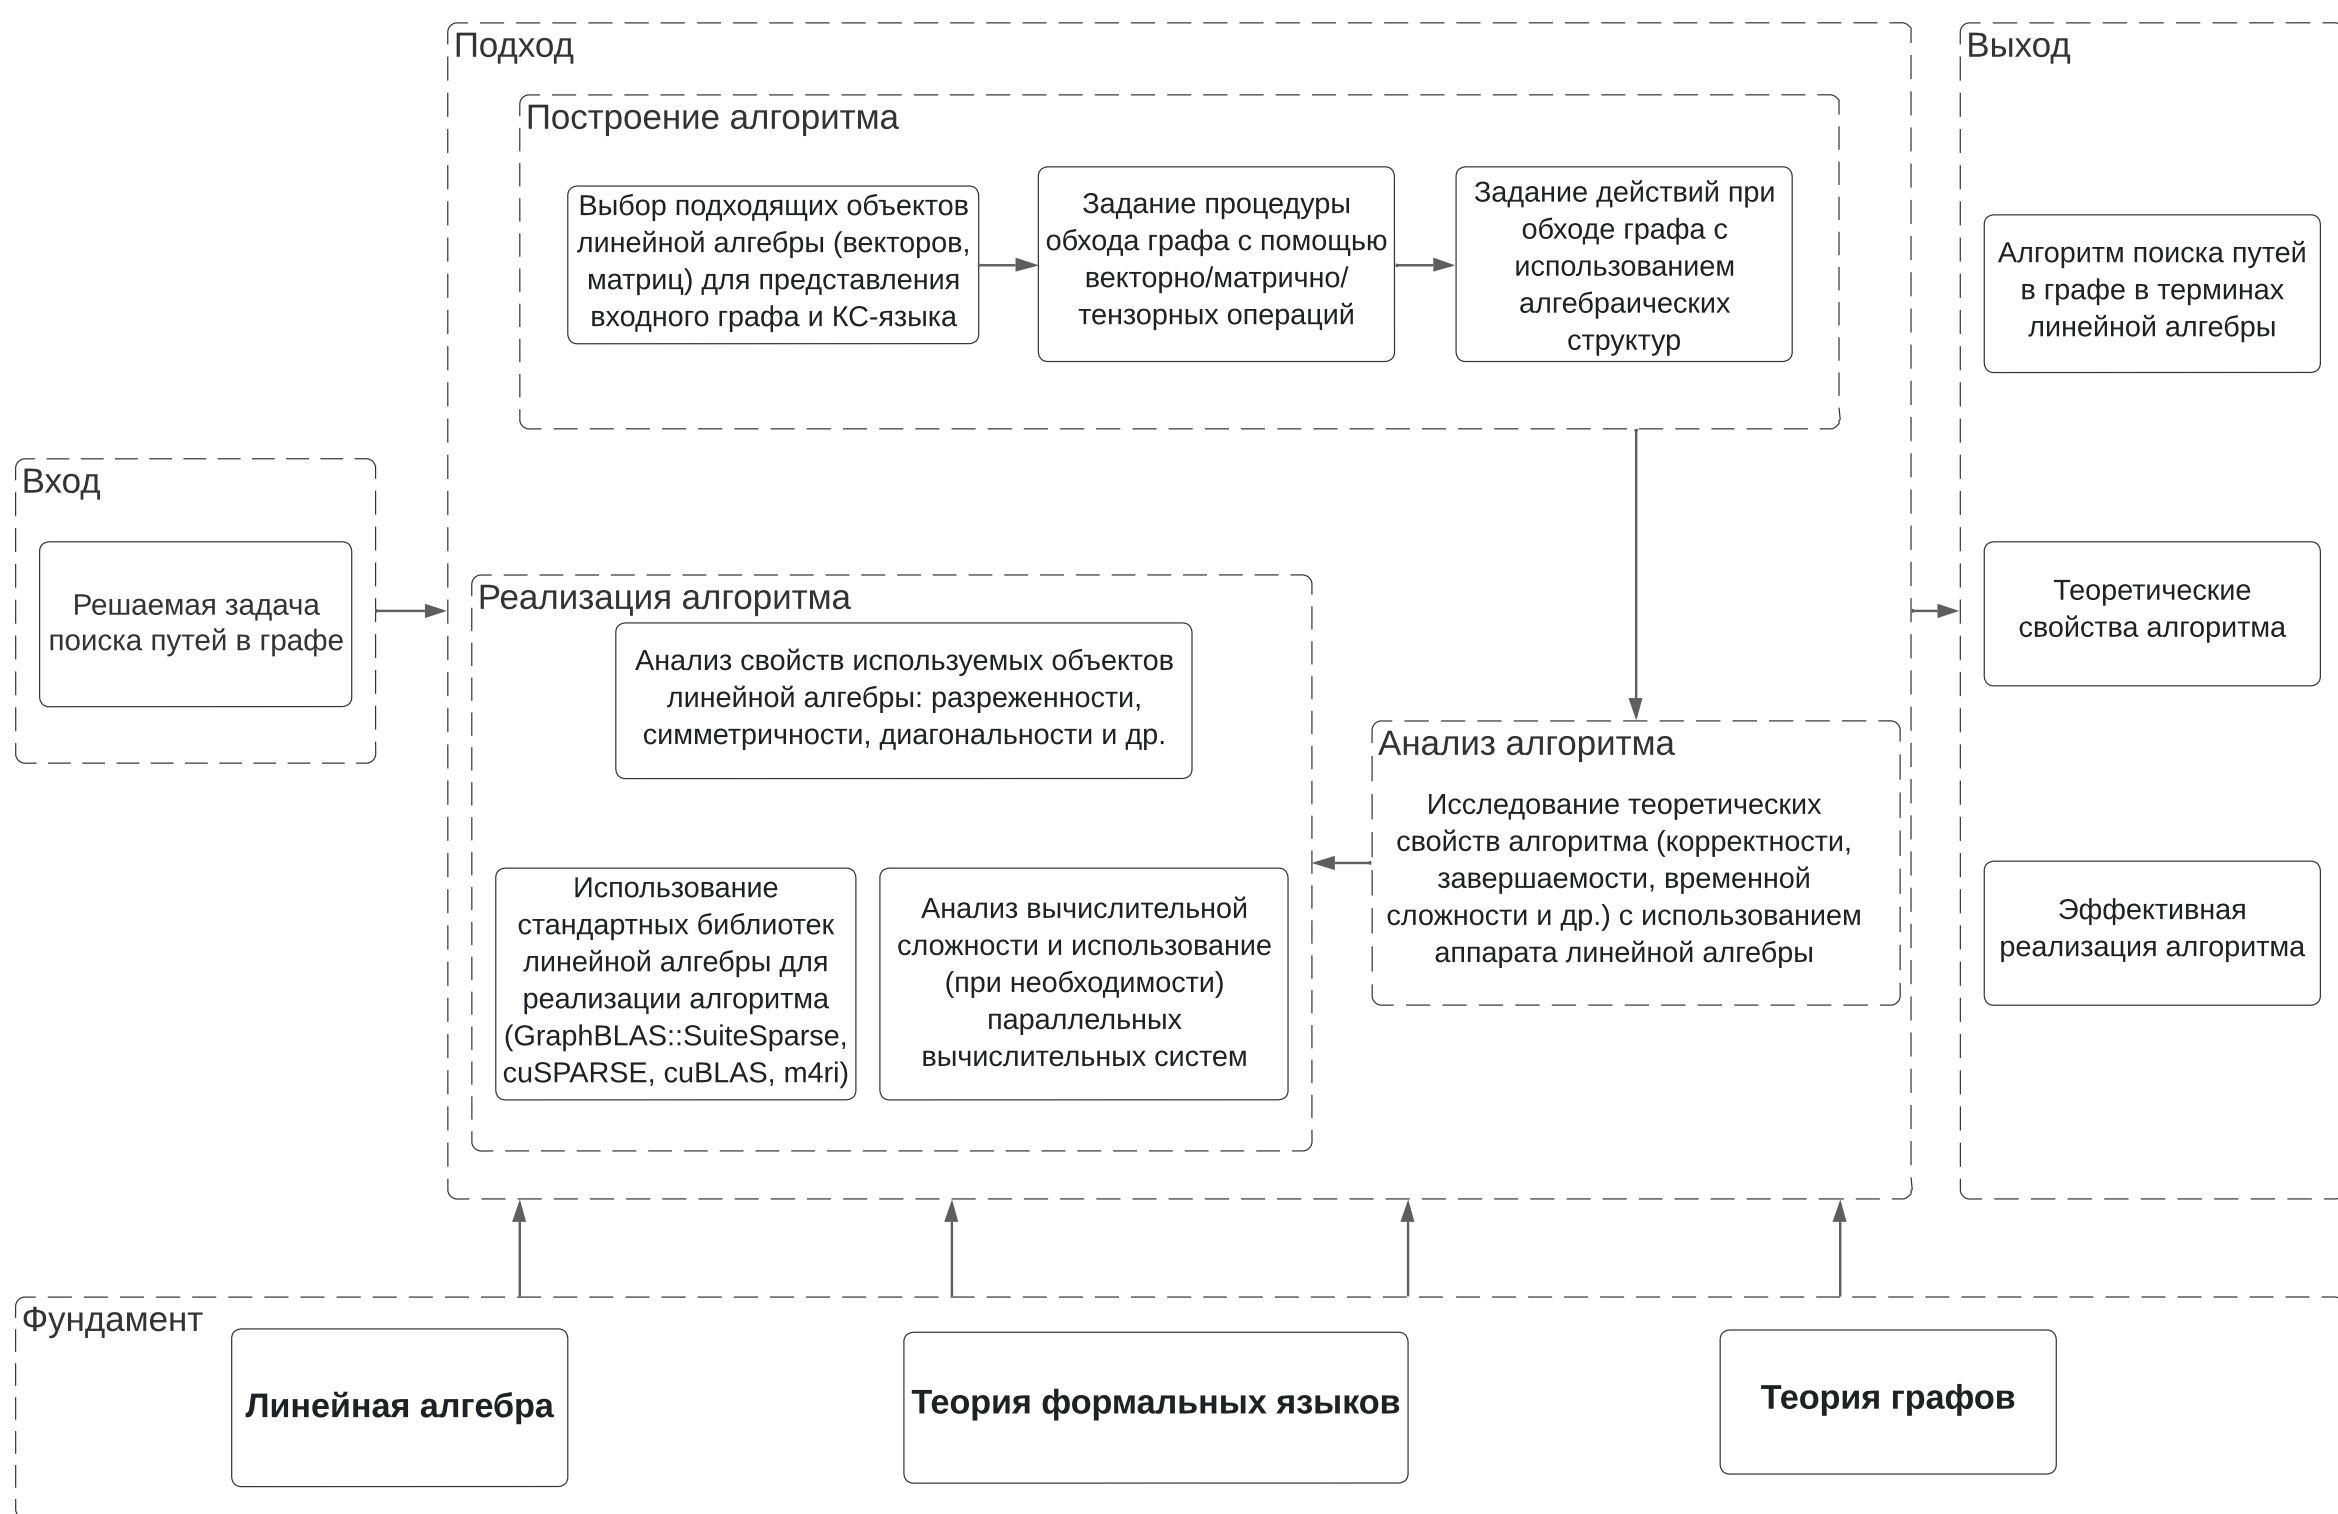 Подход
Построение алгоритма
Выбор подходящих объектов
линейной алгебры (векторов,
матриц) для представления
входного графа и КС-языка
Задание процедуры
обхода графа с помощью
векторно/матрично/
тензорных операций
Задание действий при
обходе графа с
использованием
алгебраических
структур
Выход
Алгоритм поиска путей
в графе в терминах
линейной алгебры
Теоретические
свойства алгоритма
Эффективная
реализация алгоритма
Вход
Решаемая задача
поиска путей в графе
Реализация алгоритма
Анализ свойств используемых объектов
линейной алгебры: разреженности,
симметричности, диагональности и др.
Использование
стандартных библиотек
линейной алгебры для
реализации алгоритма
(GraphBLAS::SuiteSparse,
cuSPARSE, cuBLAS, m4ri)
Анализ вычислительной
сложности и использование
(при необходимости)
параллельных
вычислительных систем
Анализ алгоритма
Исследование теоретических
свойств алгоритма (корректности,
завершаемости, временной
сложности и др.) с использованием
аппарата линейной алгебры
Фундамент
Линейная алгебра
Теория формальных языков
Теория графов